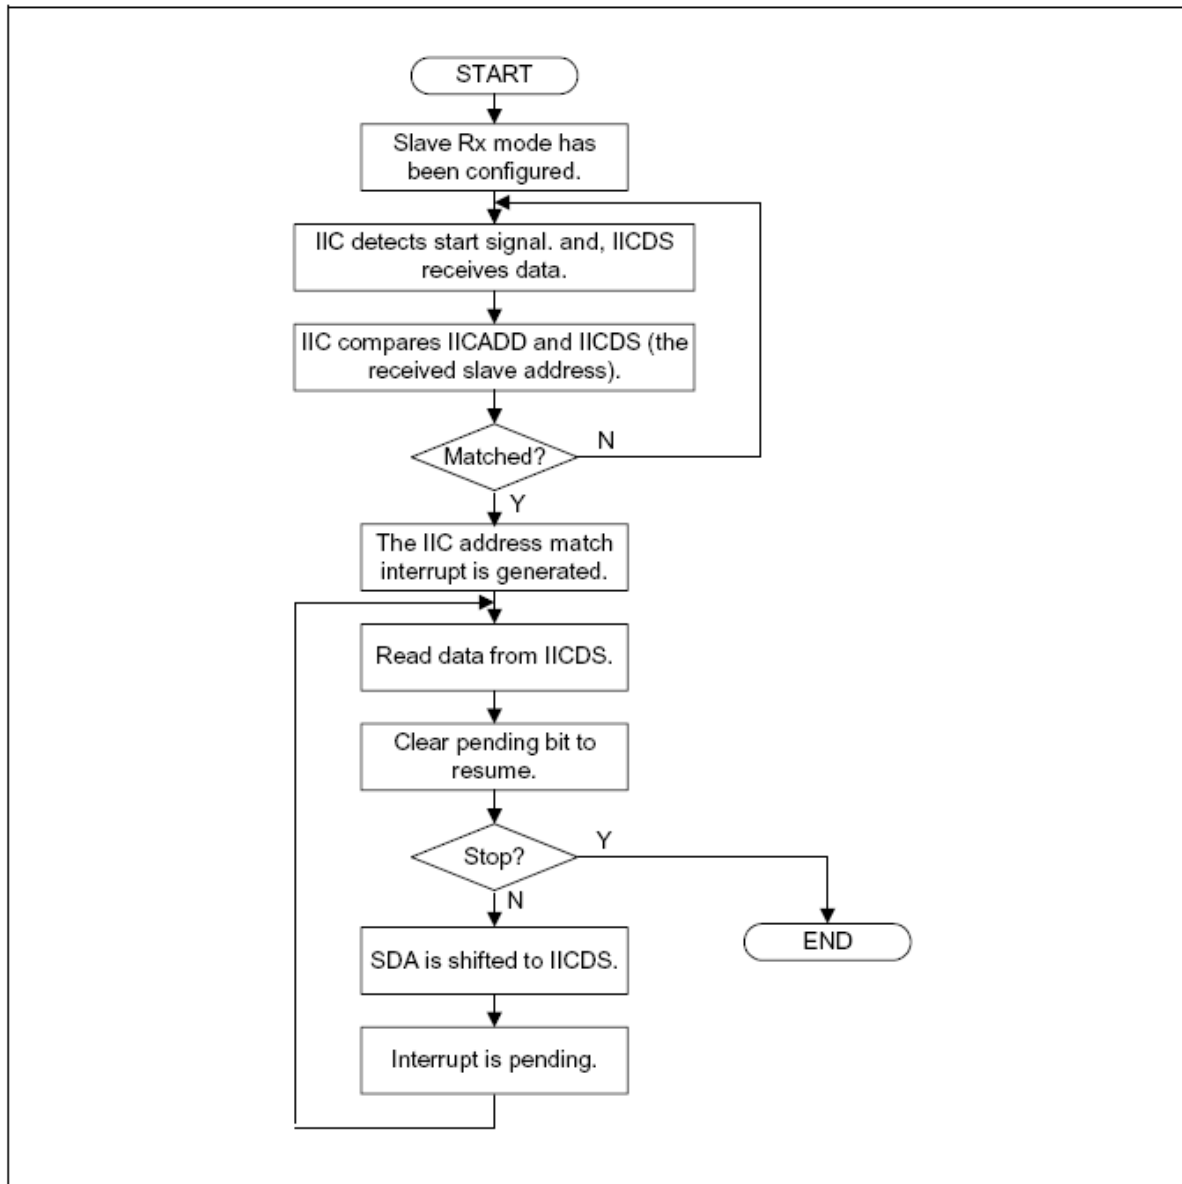 START
Slave Rx mode has
been configured.
IIC detects start signal. and, IICDS
receives data.
IIC compares IICADD and IICDS (the
received slave address).
Matched?
N
Y
The IIC address match
interrupt is generated.
Read data from IICDS.
Clear pending bit to
resume.
Stop?
Y
N
END
SDA is shifted to IICDS.
Interrupt is pending.